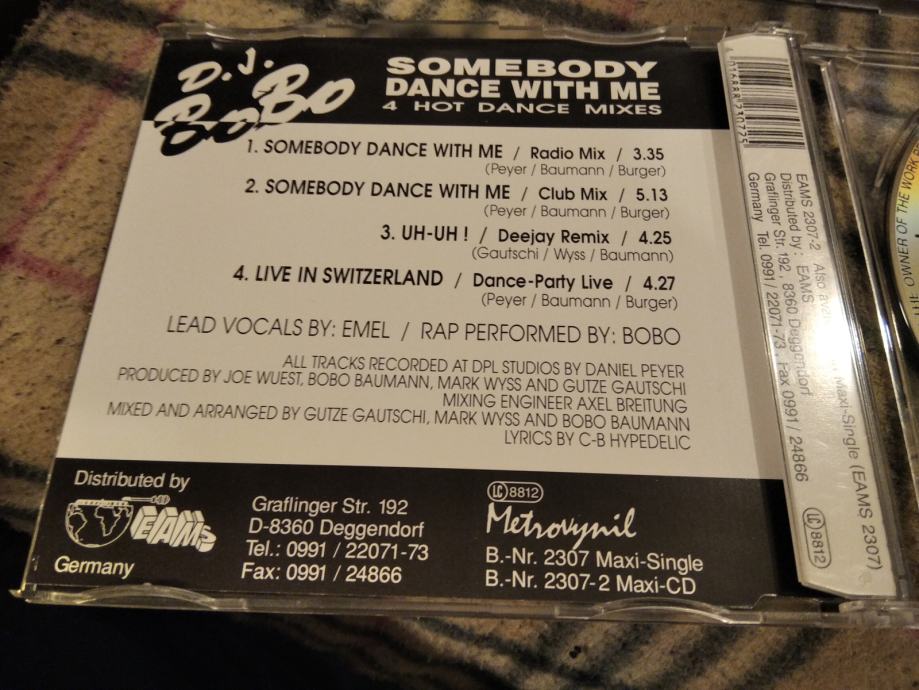 D.J.
BoBo
SOMEBODY
DANCE WITH ME
4 HOT DANCE MIXES
1. SOMEBODY DANCE WITH ME / Radio Mix / 3.35
(Peyer / Baumann / Burger)
2. SOMEBODY DANCE WITH ME / Club Mix / 5.13
(Peyer / Baumann / Burger)
3. UH-UH ! / Deejay Remix / 4.25
(Gautschi / Wyss / Baumann)
4. LIVE IN SWITZERLAND / Dance-Party Live / 4.27
(Peyer / Baumann / Burger)
LEAD VOCALS BY: EMEL / RAP PERFORMED BY: BOBO
ALL TRACKS RECORDED AT DPL STUDIOS BY DANIEL PEYER
PRODUCED BY JOE WUEST, BOBO BAUMANN, MARK WYSS AND GUTZE GAUTSCHI
MIXING ENGINEER AXEL BREITUNG
MIXED AND ARRANGED BY GUTZE GAUTSCHI, MARK WYSS AND BOBO BAUMANN
LYRICS BY C-B HYPEDELIC
Distributed by
EAMS
Germany
Graflinger Str. 192
D-8360 Deggendorf
Tel.: 0991 / 22071-73
Fax: 0991 / 24866
LC 8812
Metrovynil
B.-Nr. 2307 Maxi-Single
B.-Nr. 2307-2 Maxi-CD
EAMS 2307-2 Also Maxi-Single (EAMS 2307)
Distributed by: EAMS
Graflinger Str. 192, 8360 Deggendorf
Germany Tel. 0991/ 22071-73, Fax 0991/ 24866
LC 8812
OWNER OF THE WORK